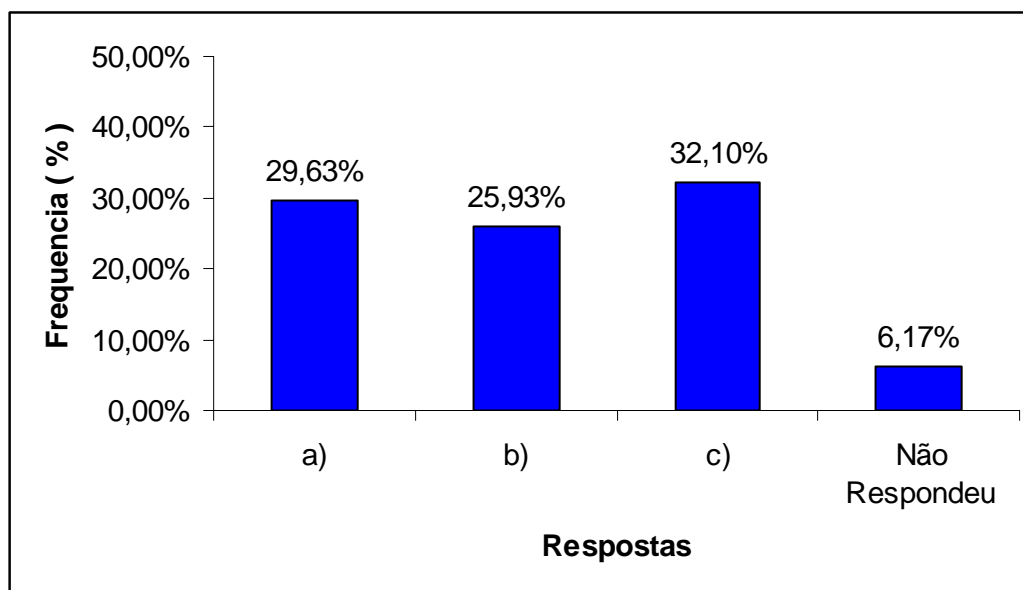 50,00%
40,00%
30,00%
20,00%
10,00%
0,00%
Frequencia ( % )
29,63%
25,93%
32,10%
6,17%
a)
b)
c)
Não
Respondeu
Respostas